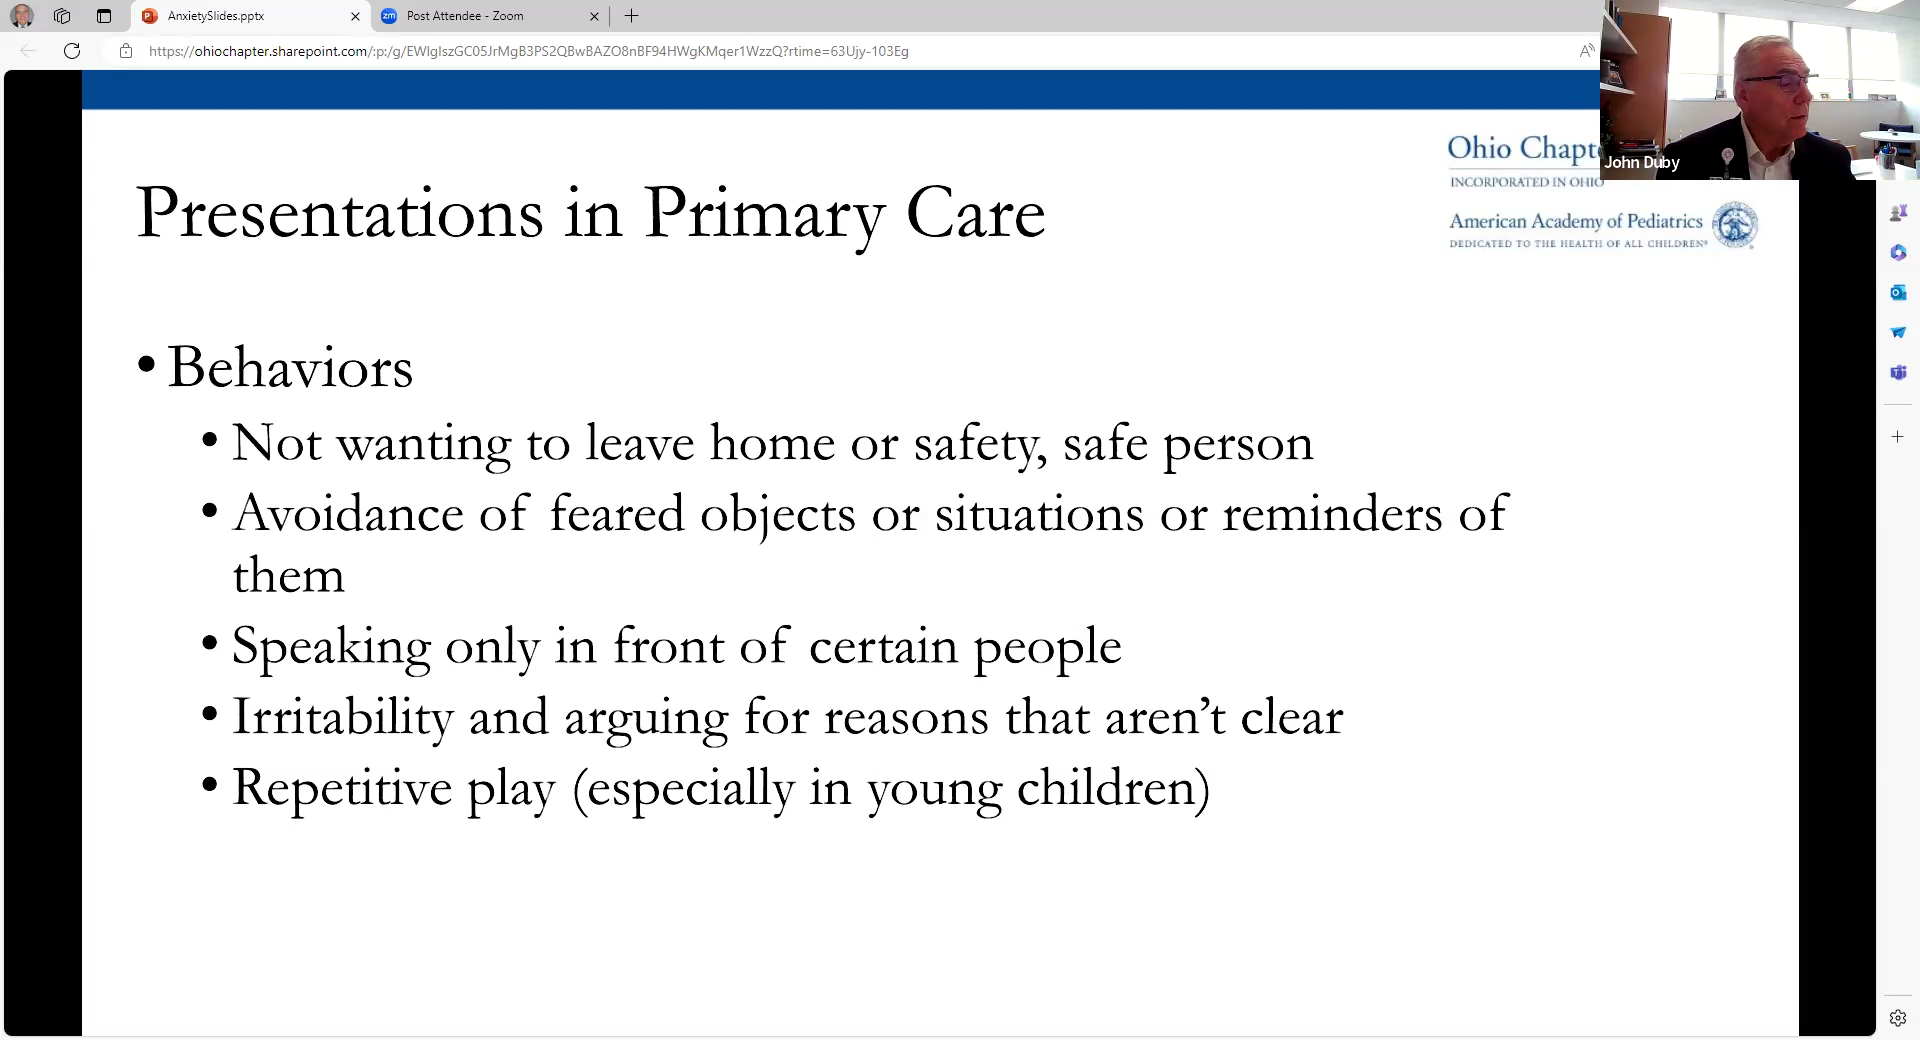 AnxietySlides.pptx
zm
Post Attendee - Zoom
https://ohiochapter.sharepoint.com/:p:/g/EWIgIszGC05JrMgB3PS2QBwBAZO8nBF94HWgKMqer1WzzQ?rtime=63Ujy-103Eg
John Duby
Ohio Chapt
INCORPORATED IN OHIO
American Academy of Pediatrics
DEDICATED TO THE HEALTH OF ALL CHILDREN®
Presentations in Primary Care
• Behaviors
• Not wanting to leave home or safety, safe person
• Avoidance of feared objects or situations or reminders of
them
• Speaking only in front of certain people
• Irritability and arguing for reasons that aren’t clear
• Repetitive play (especially in young children)